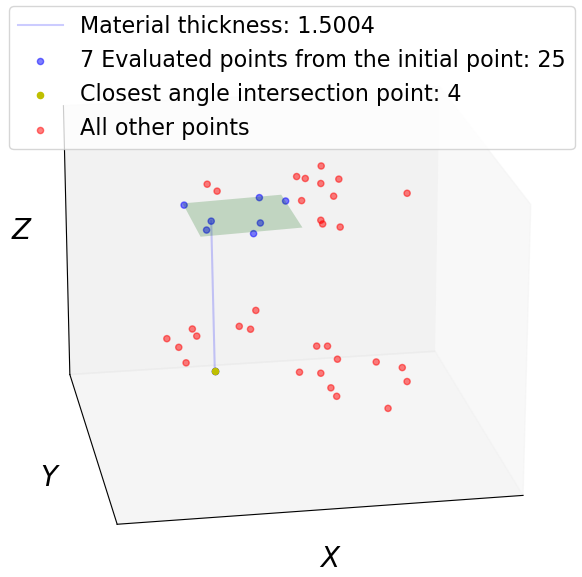 Material thickness: 1.5004
7 Evaluated points from the initial point: 25
Closest angle intersection point: 4
All other points
Z
Y
X